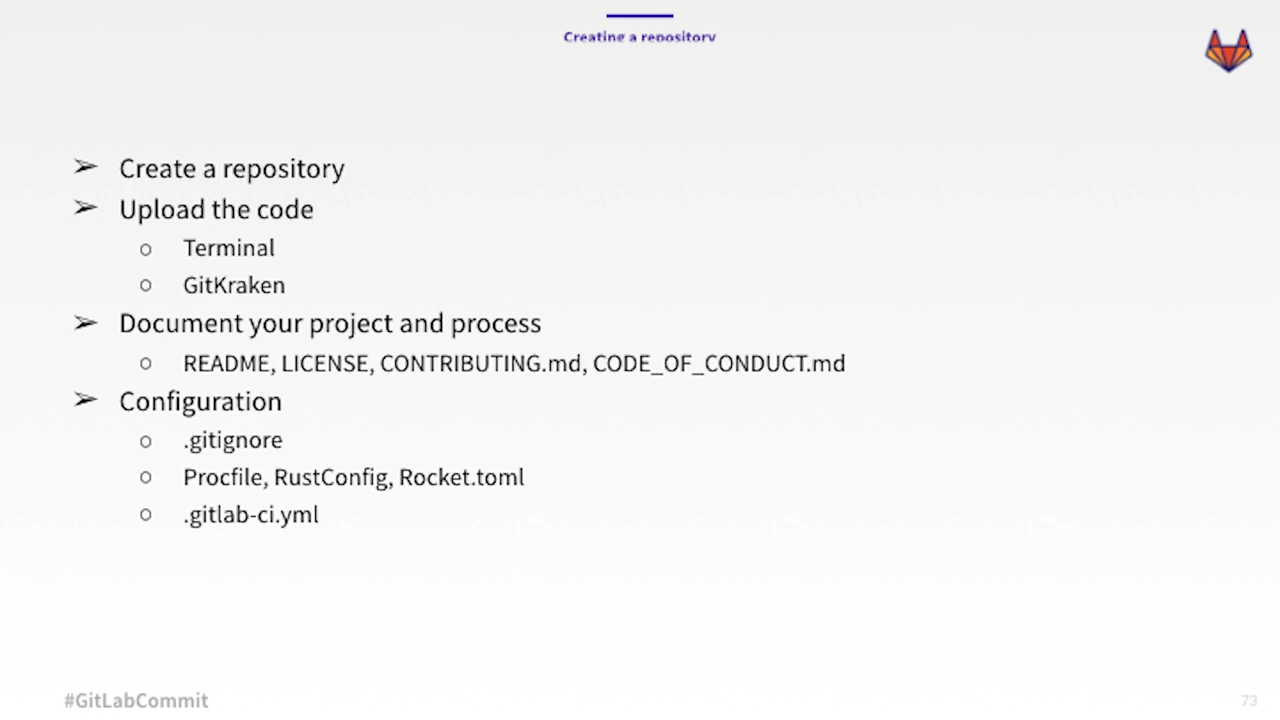 Creating a repository
➢ Create a repository
➢ Upload the code
○ Terminal
○ GitKraken
➢ Document your project and process
○ README, LICENSE, CONTRIBUTING.md, CODE_OF_CONDUCT.md
➢ Configuration
○ .gitignore
○ Procfile, RustConfig, Rocket.toml
○ .gitlab-ci.yml
#GitLabCommit
73